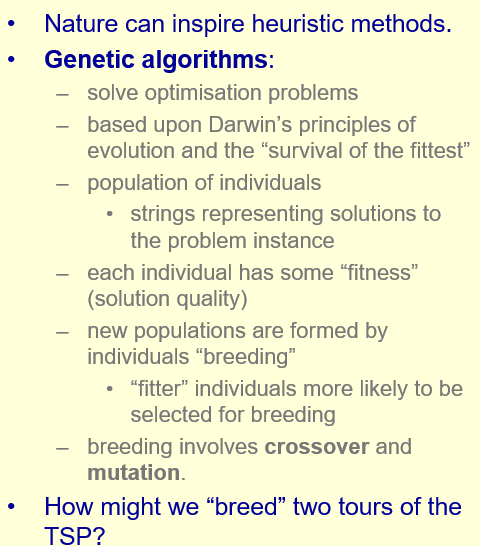 • Nature can inspire heuristic methods.
• Genetic algorithms:
– solve optimisation problems
– based upon Darwin’s principles of
evolution and the “survival of the fittest”
– population of individuals
• strings representing solutions to
the problem instance
– each individual has some “fitness”
(solution quality)
– new populations are formed by
individuals “breeding”
• “fitter” individuals more likely to be
selected for breeding
– breeding involves crossover and
mutation.
• How might we “breed” two tours of the
TSP?